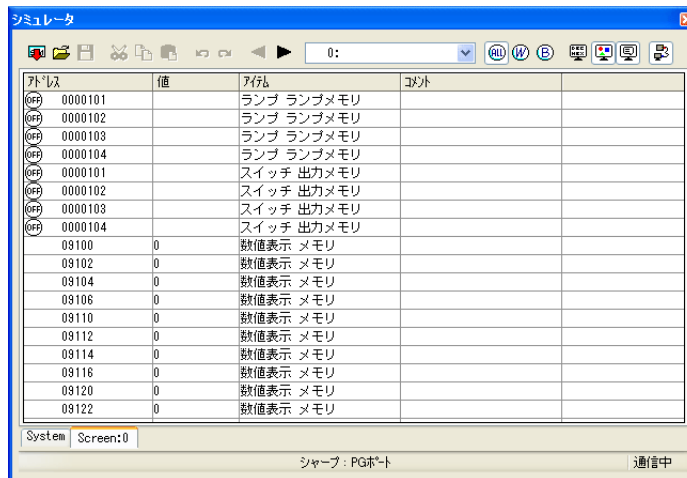 シミュレータ
0:
ALL W B
ｱﾄﾞﾚｽ 値 ｱｲﾃﾑ ｺﾒﾝﾄ
OFF 0000101 ランプ ランプメモリ
OFF 0000102 ランプ ランプメモリ
OFF 0000103 ランプ ランプメモリ
OFF 0000104 ランプ ランプメモリ
OFF 0000101 スイッチ 出力メモリ
OFF 0000102 スイッチ 出力メモリ
OFF 0000103 スイッチ 出力メモリ
OFF 0000104 スイッチ 出力メモリ
09100 0 数値表示 メモリ
09102 0 数値表示 メモリ
09104 0 数値表示 メモリ
09106 0 数値表示 メモリ
09110 0 数値表示 メモリ
09112 0 数値表示 メモリ
09114 0 数値表示 メモリ
09116 0 数値表示 メモリ
09120 0 数値表示 メモリ
09122 0 数値表示 メモリ
System Screen:0
シャープ : PGﾎﾟｰﾄ 通信中